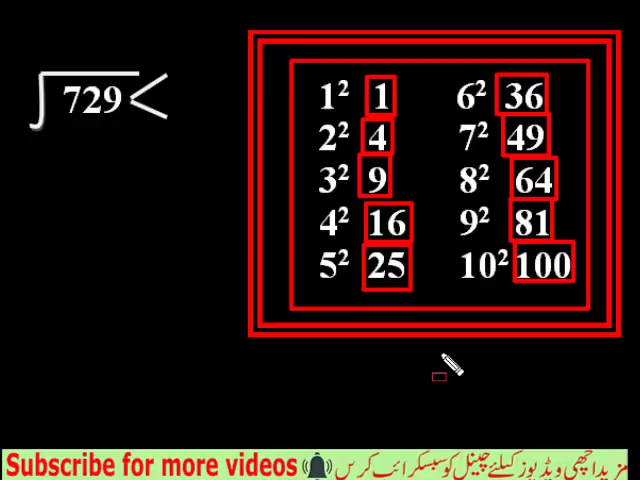 √729 <
1² 1 6² 36
2² 4 7² 49
3² 9 8² 64
4² 16 9² 81
5² 25 10² 100
Subscribe for more videos مزید اچھی ویڈیوز کیلئے چینل کو سبسکرائب کریں